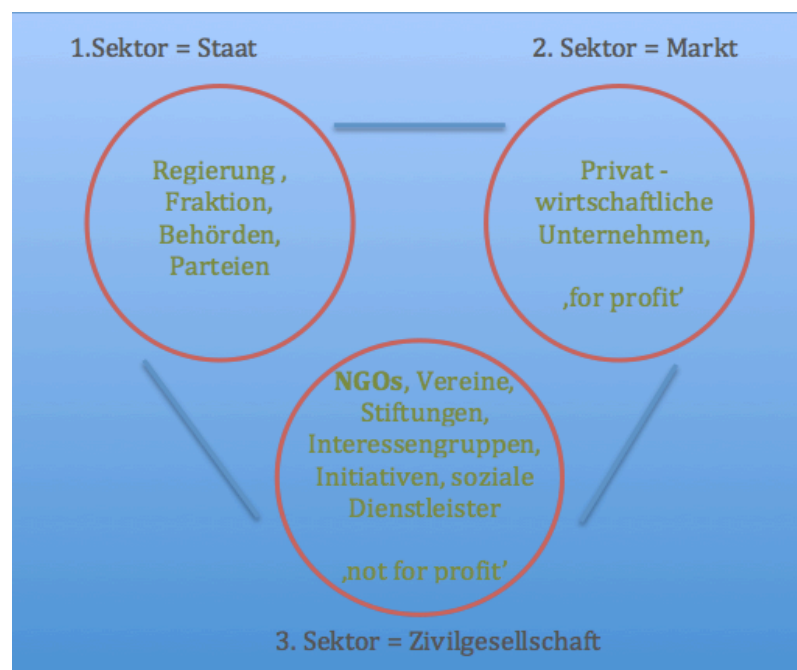 1.Sektor = Staat
2. Sektor = Markt
Regierung ,
Fraktion,
Behörden,
Parteien
Privat -
wirtschaftliche
Unternehmen,
‚for profit’
NGOs, Vereine,
Stiftungen,
Interessengruppen,
Initiativen, soziale
Dienstleister
‚not for profit’
3. Sektor = Zivilgesellschaft